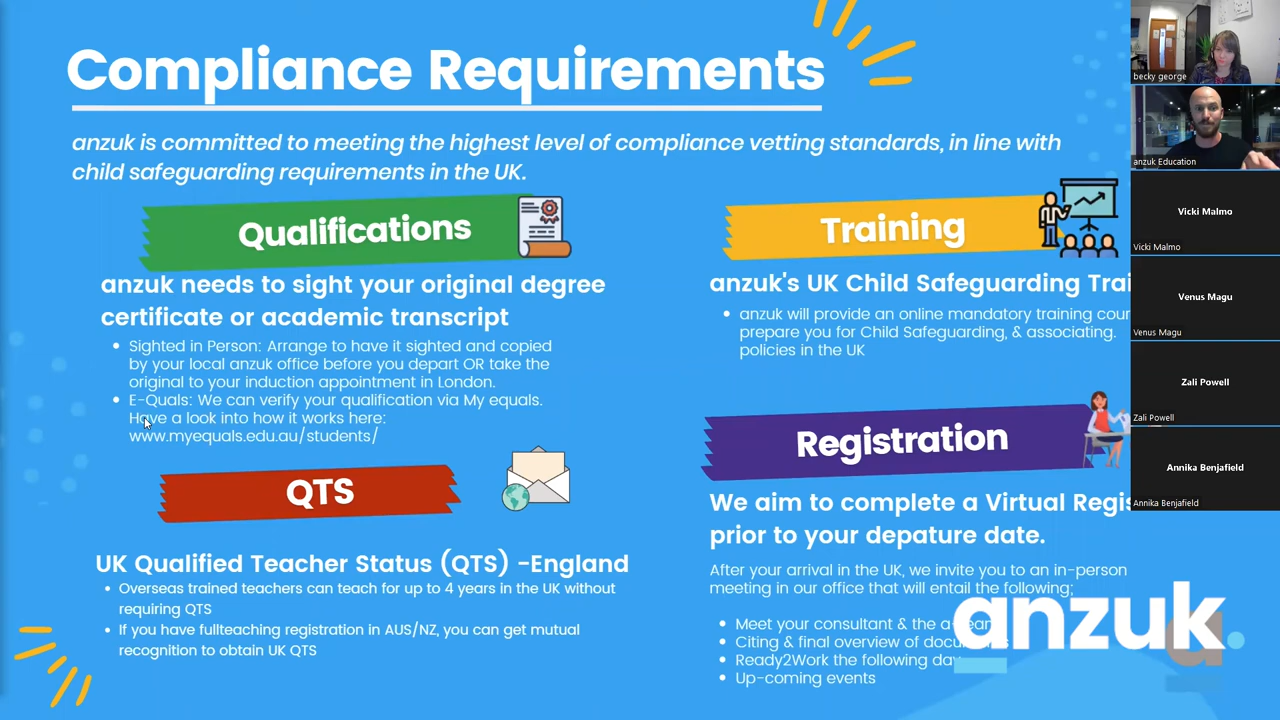 Compliance Requirements
anzuk is committed to meeting the highest level of compliance vetting standards, in line with
child safeguarding requirements in the UK.
Qualifications
anzuk needs to sight your original degree
certificate or academic transcript
Sighted in Person: Arrange to have it sighted and copied
by your local anzuk office before you depart OR take the
original to your induction appointment in London.
E-Quals: We can verify your qualification via My equals.
Have a look into how it works here:
www.myequals.edu.au/students/
QTS
UK Qualified Teacher Status (QTS) -England
Overseas trained teachers can teach for up to 4 years in the UK without
requiring QTS
If you have fullteaching registration in AUS/NZ, you can get mutual
recognition to obtain UK QTS
Training
anzuk's UK Child Safeguarding
anzuk will provide an online mandatory training
prepare you for Child Safeguarding, & associating.
policies in the UK
Registration
We aim to complete a Virtual
prior to your depature date.
After your arrival in the UK, we invite you to an in-person
meeting in our office that will entail the following;
Meet your consultant & the
Citing & final overview of
Ready2Work the following day
Up-coming events
anzuk.
becky george
anzuk Education
Vicki Malmo
Vicki Malmo
Venus Magu
Venus Magu
Zali Powell
Zali Powell
Annika Benjafield
Annika Benjafield